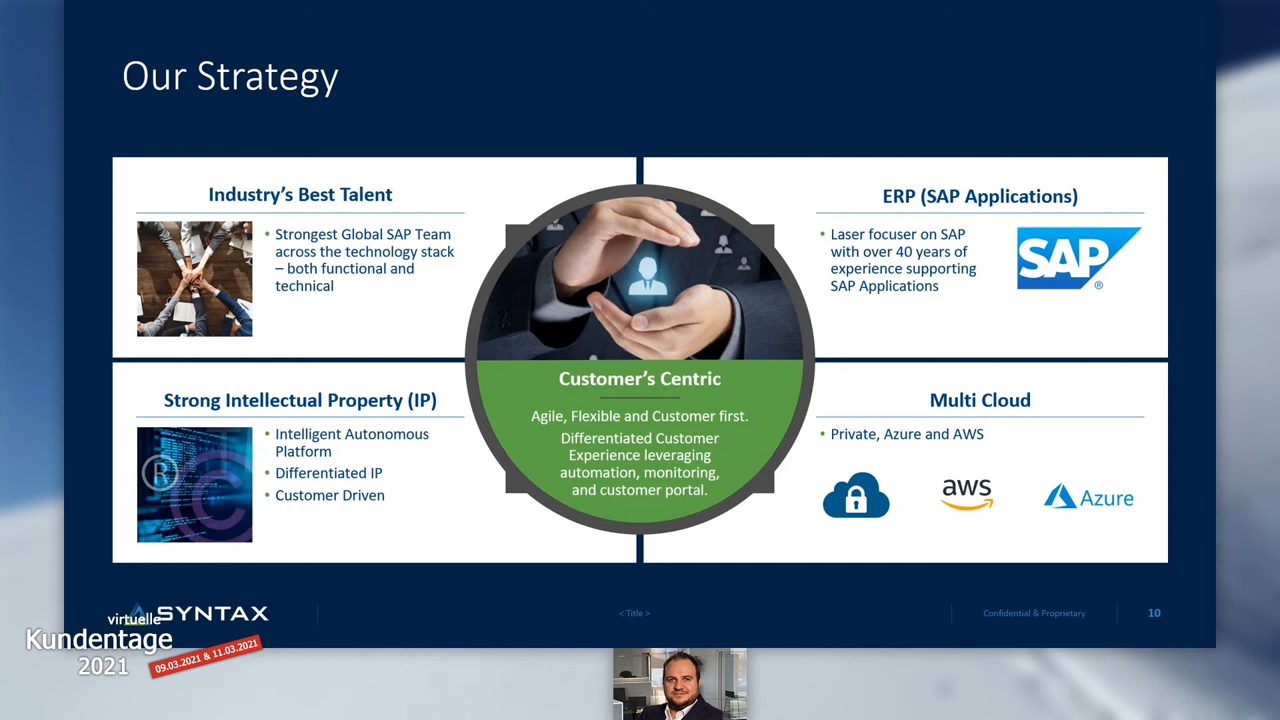 Our Strategy
Industry's Best Talent
• Strongest Global SAP Team
across the technology stack
– both functional and
technical
ERP (SAP Applications)
• Laser focuser on SAP
with over 40 years of
experience supporting
SAP Applications
SAP
®
Customer's Centric
Agile, Flexible and Customer first.
Differentiated Customer
Experience leveraging
automation, monitoring,
and customer portal.
Strong Intellectual Property (IP)
® ©
• Intelligent Autonomous
Platform
• Differentiated IP
• Customer Driven
Multi Cloud
• Private, Azure and AWS
aws
Azure
SYNTAX
< Title >
Confidential & Proprietary
10
virtuelle
Kundentage
2021
09.03.2021 & 11.03.2021